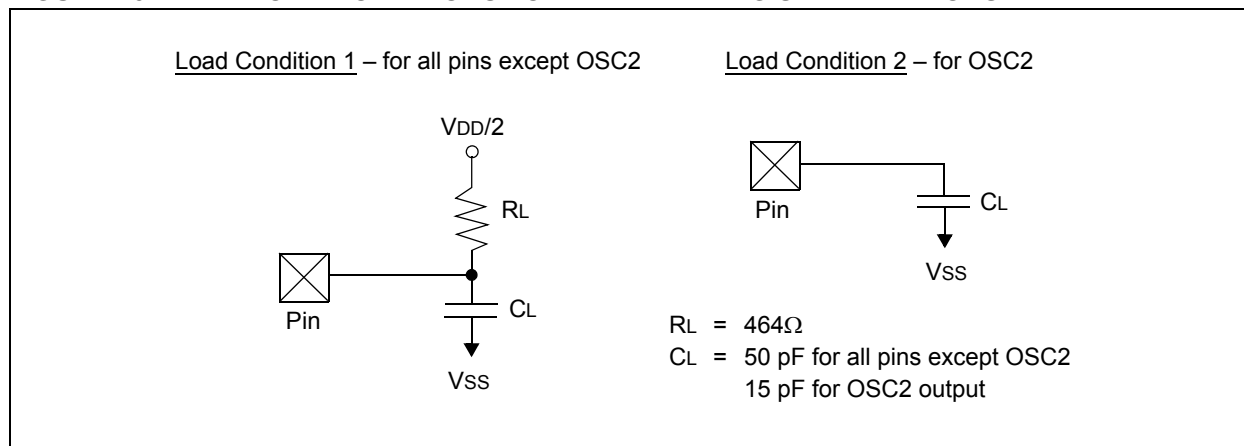 Load Condition 1 – for all pins except OSC2
Load Condition 2 – for OSC2
VDD/2
RL
Pin
CL
VSS
Pin
CL
VSS
RL = 464Ω
CL = 50 pF for all pins except OSC2
15 pF for OSC2 output